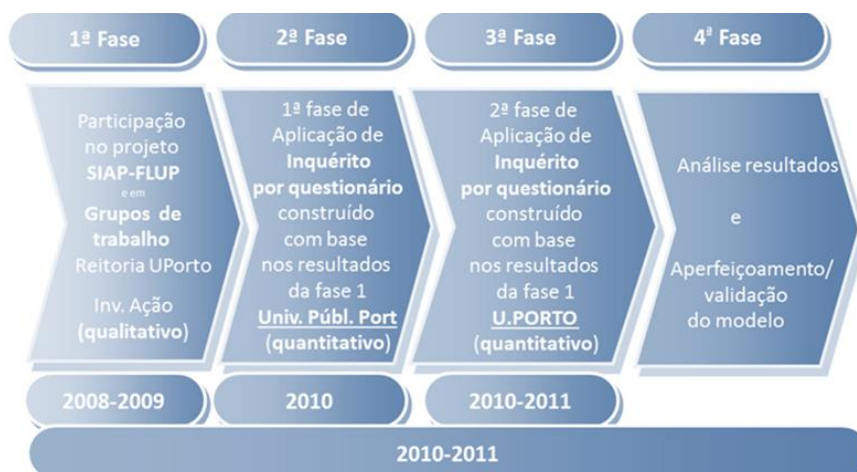 1ª Fase
2ª Fase
3ª Fase
4ª Fase
Participação
no projeto
SIAP-FLUP
e em
Grupos de
trabalho
Reitoria UPorto
Inv. Ação
(qualitativo)
1ª fase de
Aplicação de
Inquérito
por questionário
construído
com base
nos resultados
da fase 1
Univ. Públ. Port
(quantitativo)
2ª fase de
Aplicação de
Inquérito
por questionário
construído
com base
nos resultados
da fase 1
U.PORTO
(quantitativo)
Análise resultados
e
Aperfeiçoamento/
validação
do modelo
2008-2009
2010
2010-2011
2010-2011